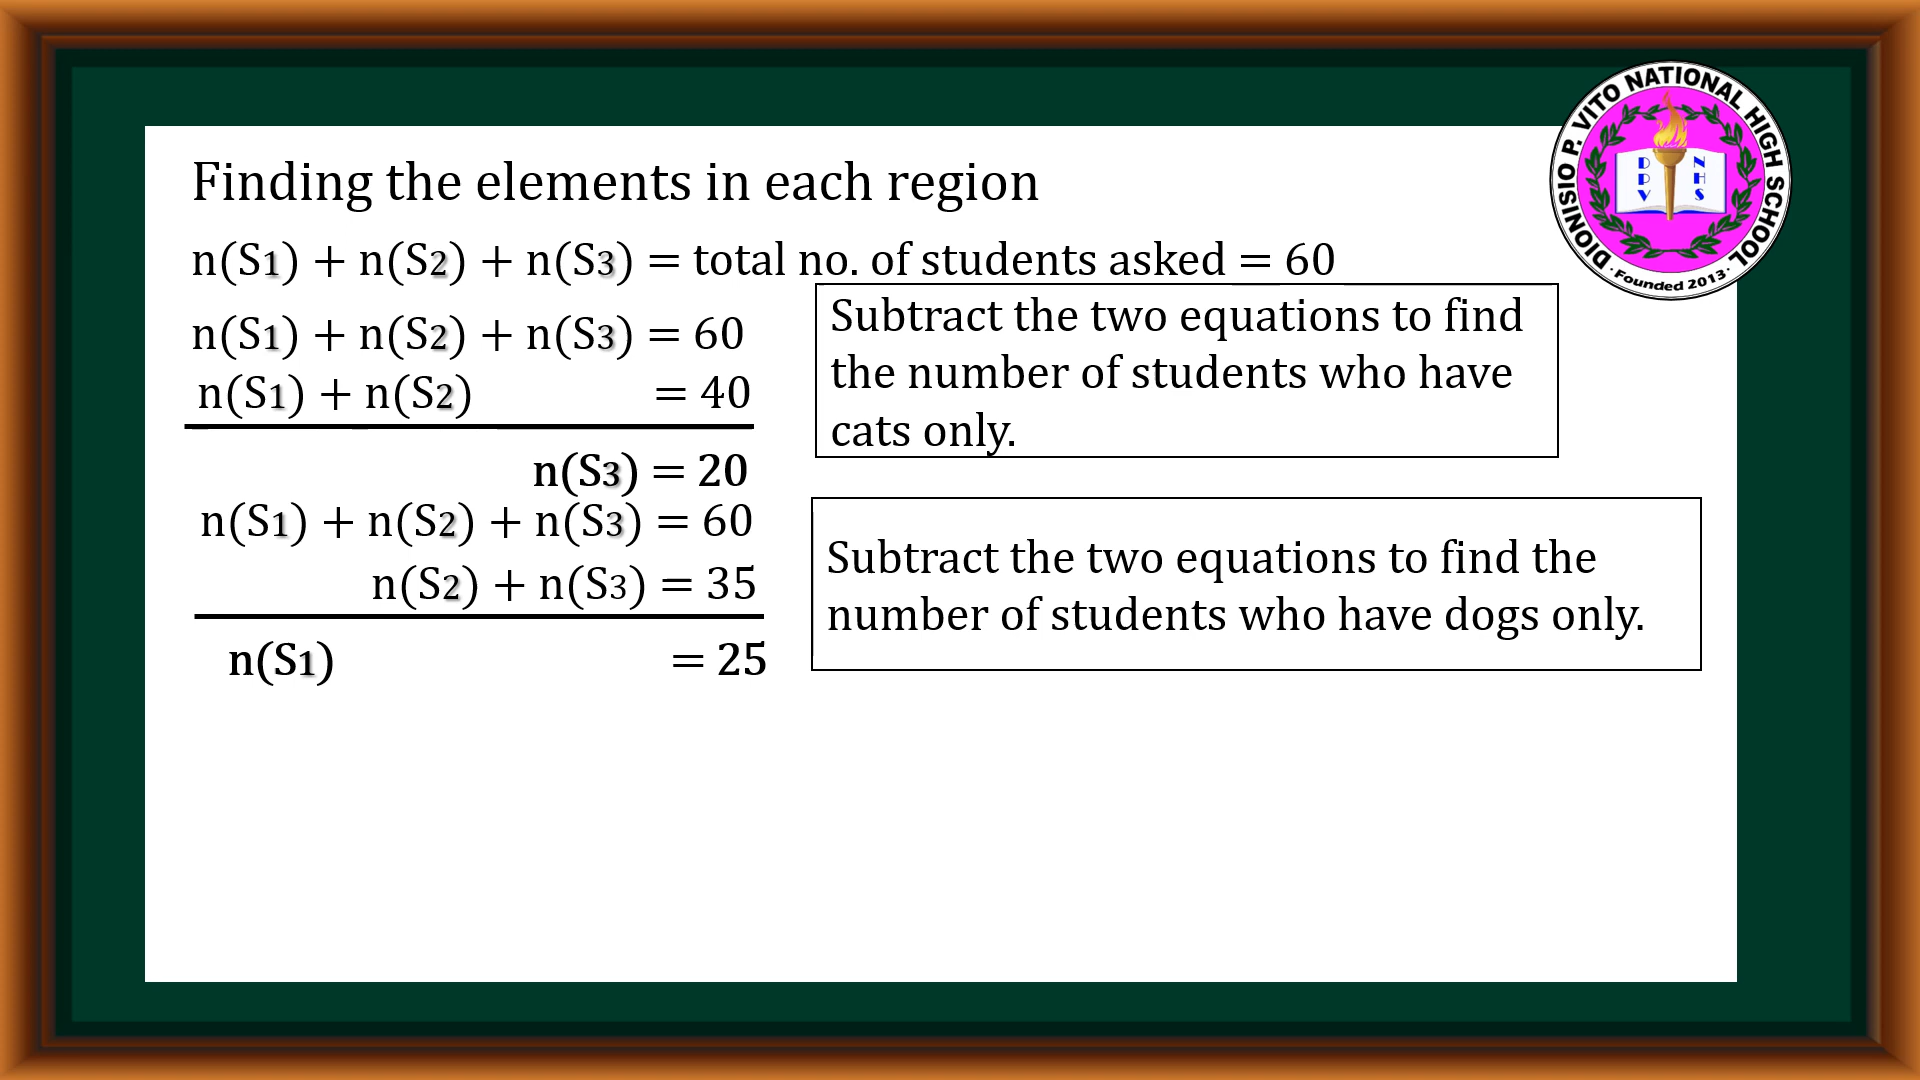 DIONISIO P. VITO NATIONAL HIGH SCHOOL
D P V
N H S
· Founded 2013 ·
Finding the elements in each region
n(S1) + n(S2) + n(S3) = total no. of students asked = 60
n(S1) + n(S2) + n(S3) = 60
n(S1) + n(S2) = 40
n(S3) = 20
Subtract the two equations to find
the number of students who have
cats only.
n(S1) + n(S2) + n(S3) = 60
n(S2) + n(S3) = 35
n(S1) = 25
Subtract the two equations to find the
number of students who have dogs only.